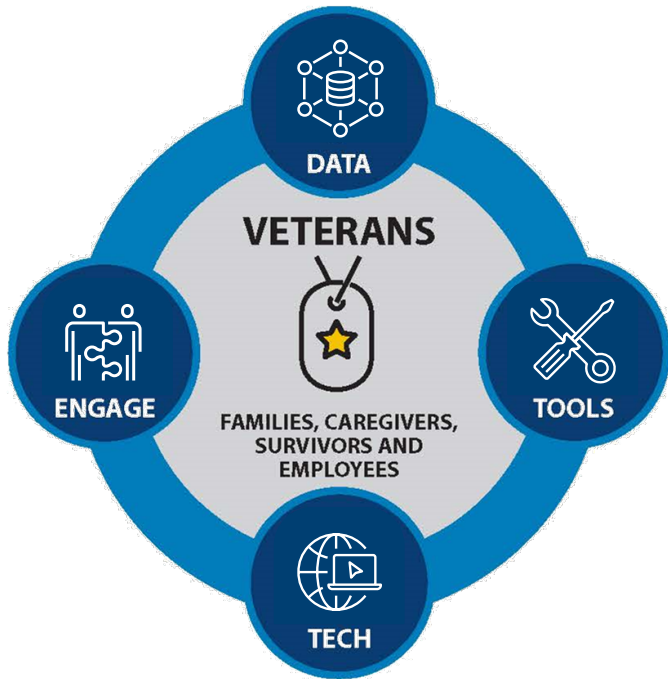 DATA
VETERANS
FAMILIES, CAREGIVERS,
SURVIVORS AND
EMPLOYEES
ENGAGE
TOOLS
TECH